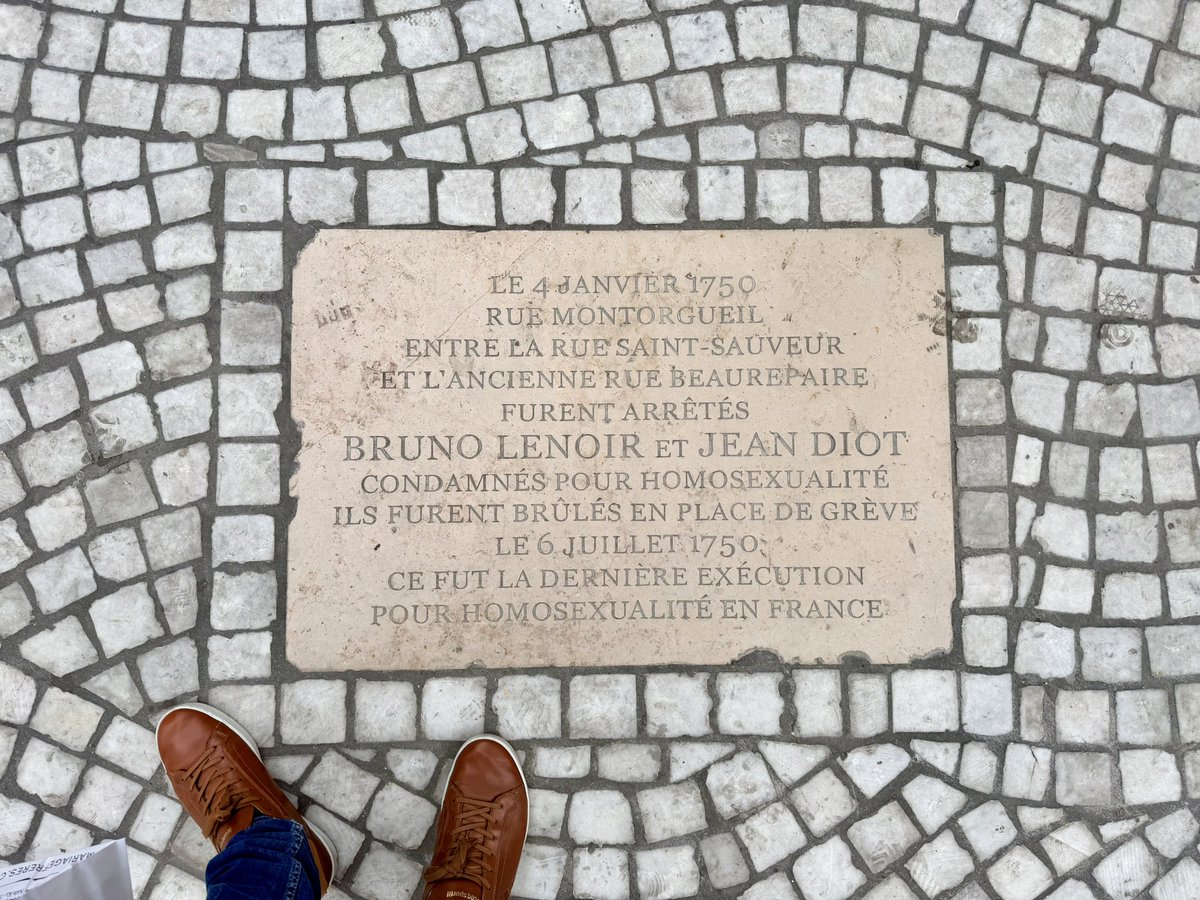 LE 4 JANVIER 1750
RUE MONTORGUEIL
ENTRE LA RUE SAINT-SAUVEUR
ET L'ANCIENNE RUE BEAUREPAIRE
FURENT ARRÊTÉS
BRUNO LENOIR ET JEAN DIOT
CONDAMNÉS POUR HOMOSEXUALITÉ
ILS FURENT BRÛLÉS EN PLACE DE GRÈVE
LE 6 JUILLET 1750
CE FUT LA DERNIÈRE EXÉCUTION
POUR HOMOSEXUALITÉ EN FRANCE